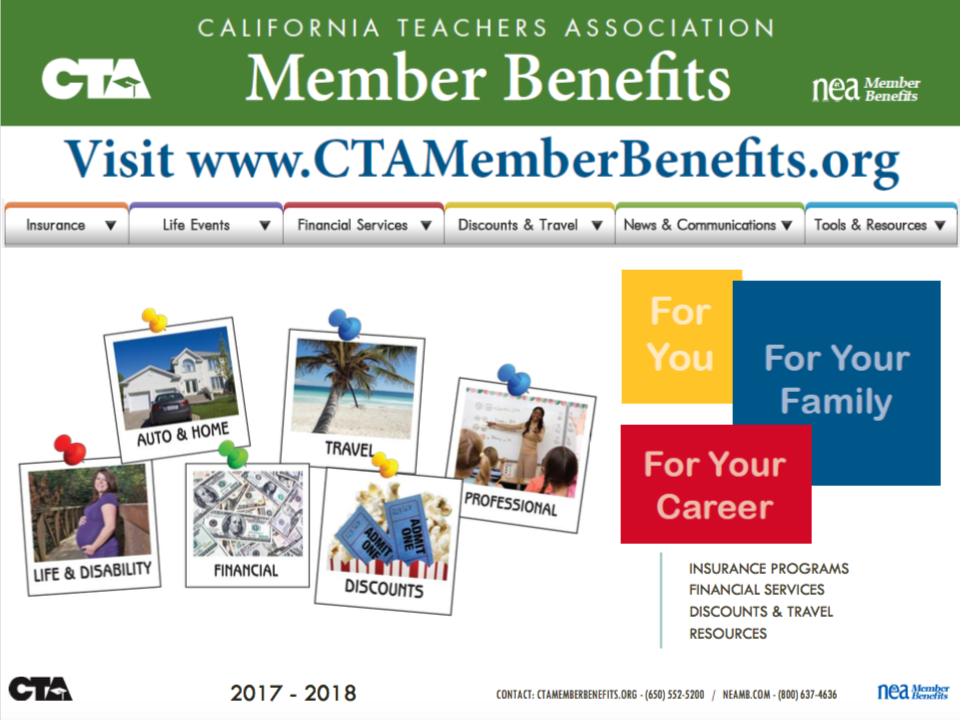 CALIFORNIA TEACHERS ASSOCIATION
CTA
Member Benefits
nea Member
Benefits
Visit www.CTAMemberBenefits.org
Insurance ▼ Life Events ▼ Financial Services ▼ Discounts & Travel ▼ News & Communications ▼ Tools & Resources ▼
For
You
For Your
Family
For Your
Career
AUTO & HOME
TRAVEL
PROFESSIONAL
LIFE & DISABILITY
FINANCIAL
ADMIT
ONE
ADMIT
ONE
DISCOUNTS
INSURANCE PROGRAMS
FINANCIAL SERVICES
DISCOUNTS & TRAVEL
RESOURCES
CTA
2017 - 2018
CONTACT: CTAMEMBERBENEFITS.ORG - (650) 552-5200 / NEAMB.COM - (800) 637-4636
nea Member
Benefits